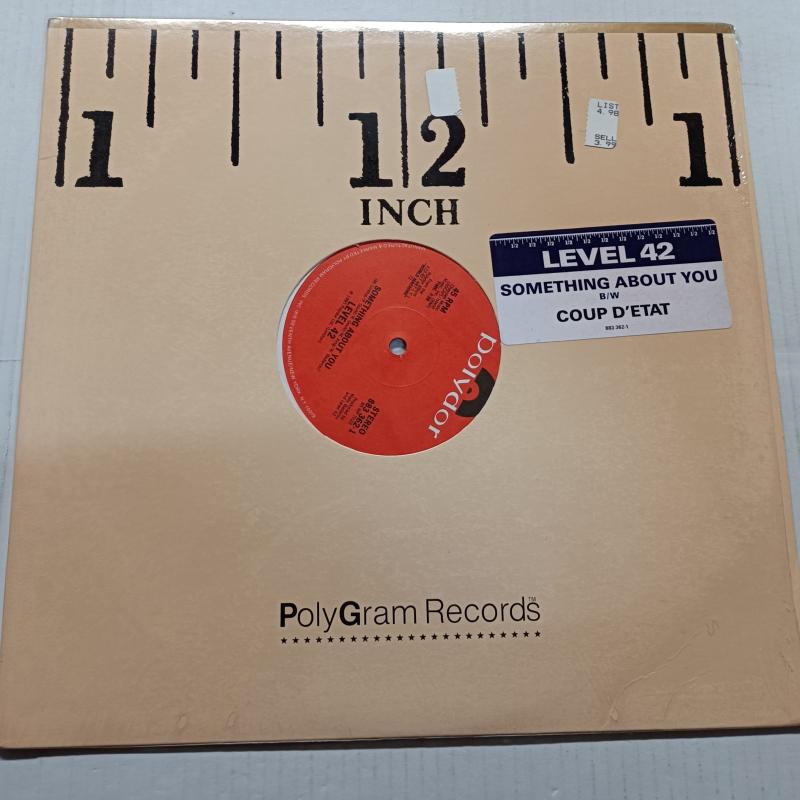 1 12 1
INCH
LIST
4.98
SELL
3.99
LEVEL 42
SOMETHING ABOUT YOU
B/W
COUP D'ETAT
883 362-1
polydor
45 RPM
SOMETHING ABOUT YOU
LEVEL 42
STEREO
883 362-1
PolyGram Records™